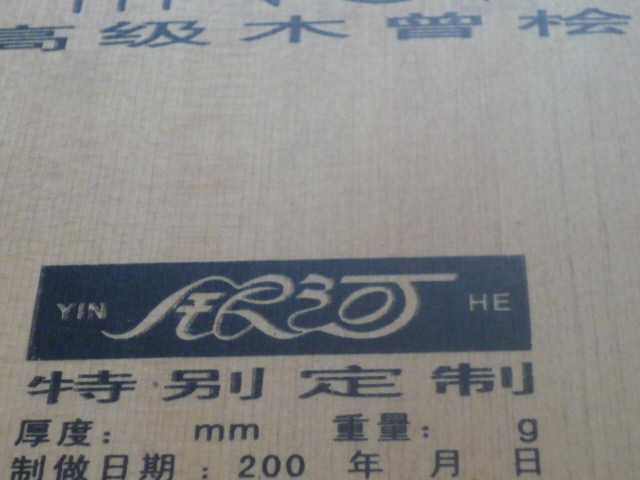 高级木曾桧
YIN 银河 HE
特别定制
厚度： mm 重量： g
制做日期：200 年 月 日